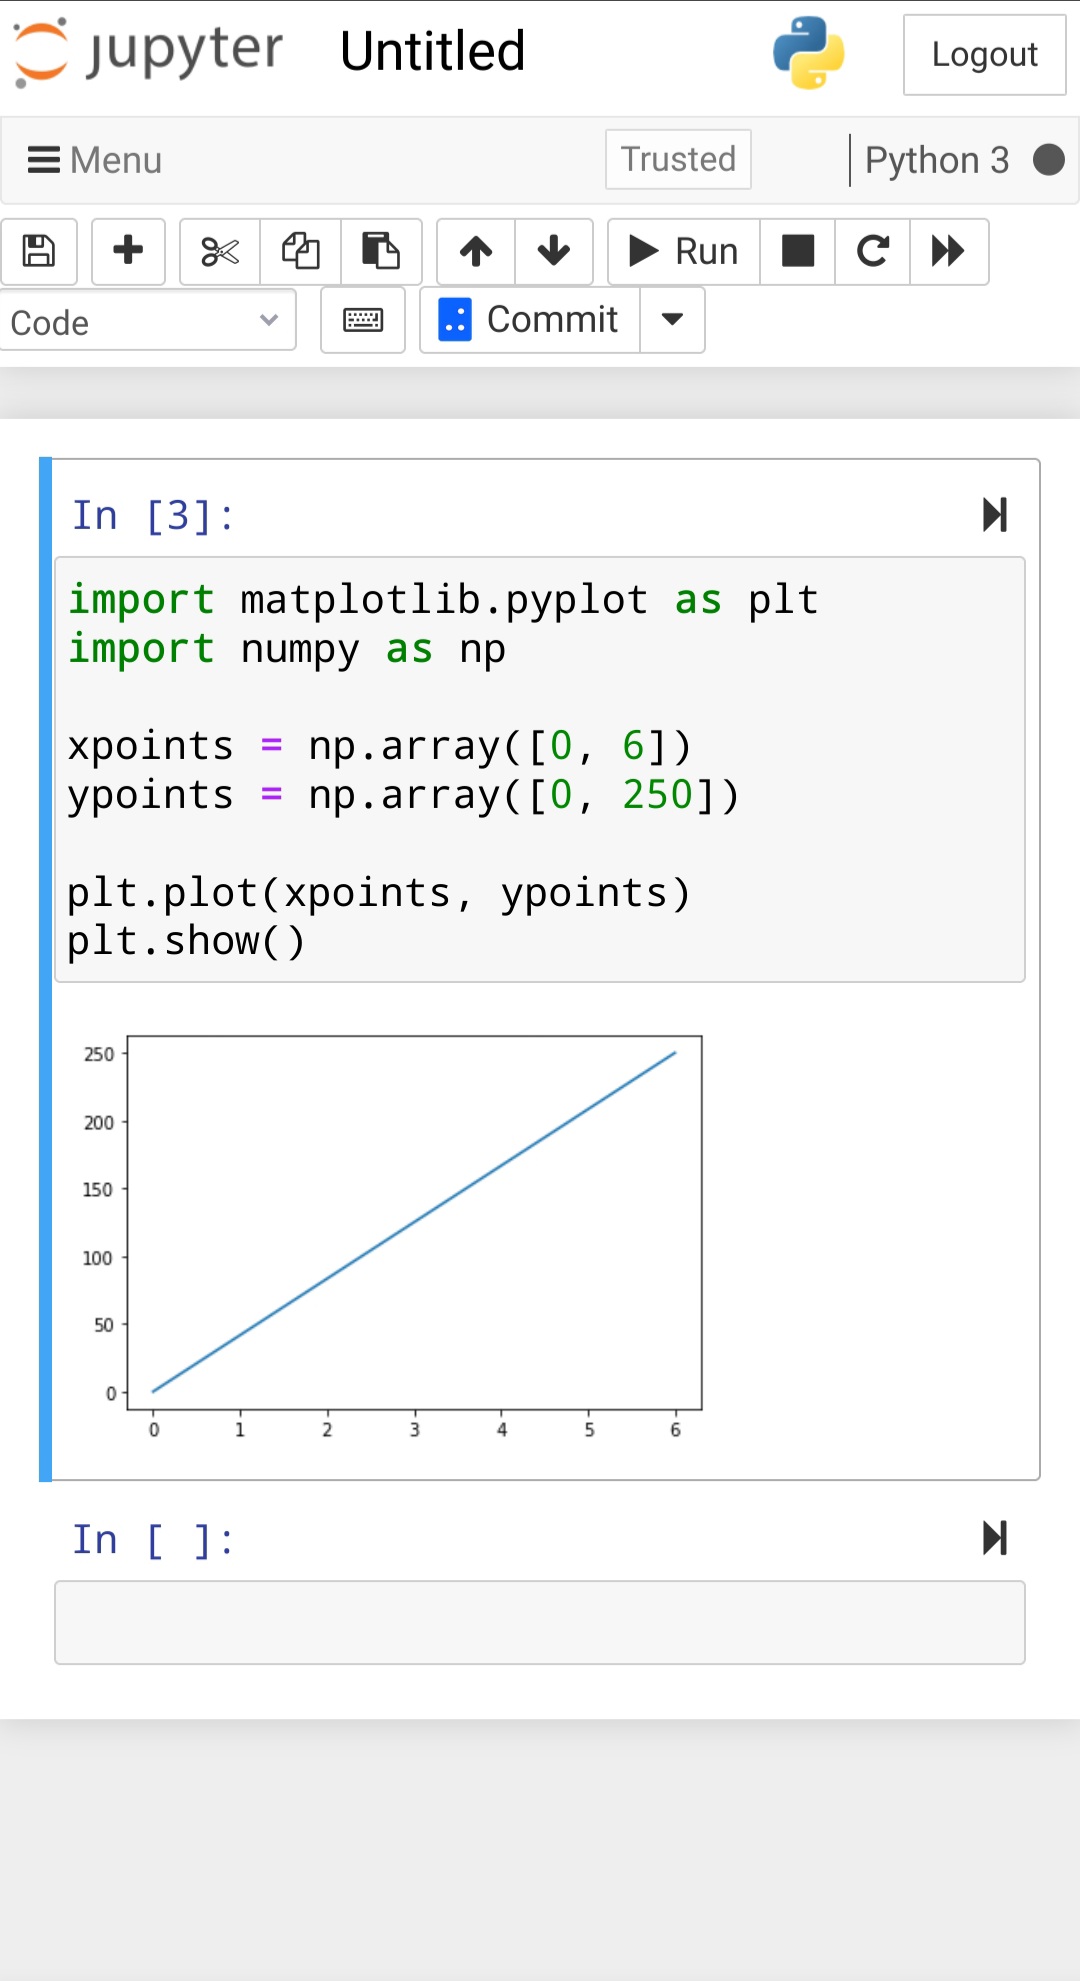 jupyter Untitled Logout
Menu Trusted Python 3
Run
Code Commit
In [3]:
import matplotlib.pyplot as plt
import numpy as np
xpoints = np.array([0, 6])
ypoints = np.array([0, 250])
plt.plot(xpoints, ypoints)
plt.show()
250
200
150
100
50
0
0 1 2 3 4 5 6
In [ ]: